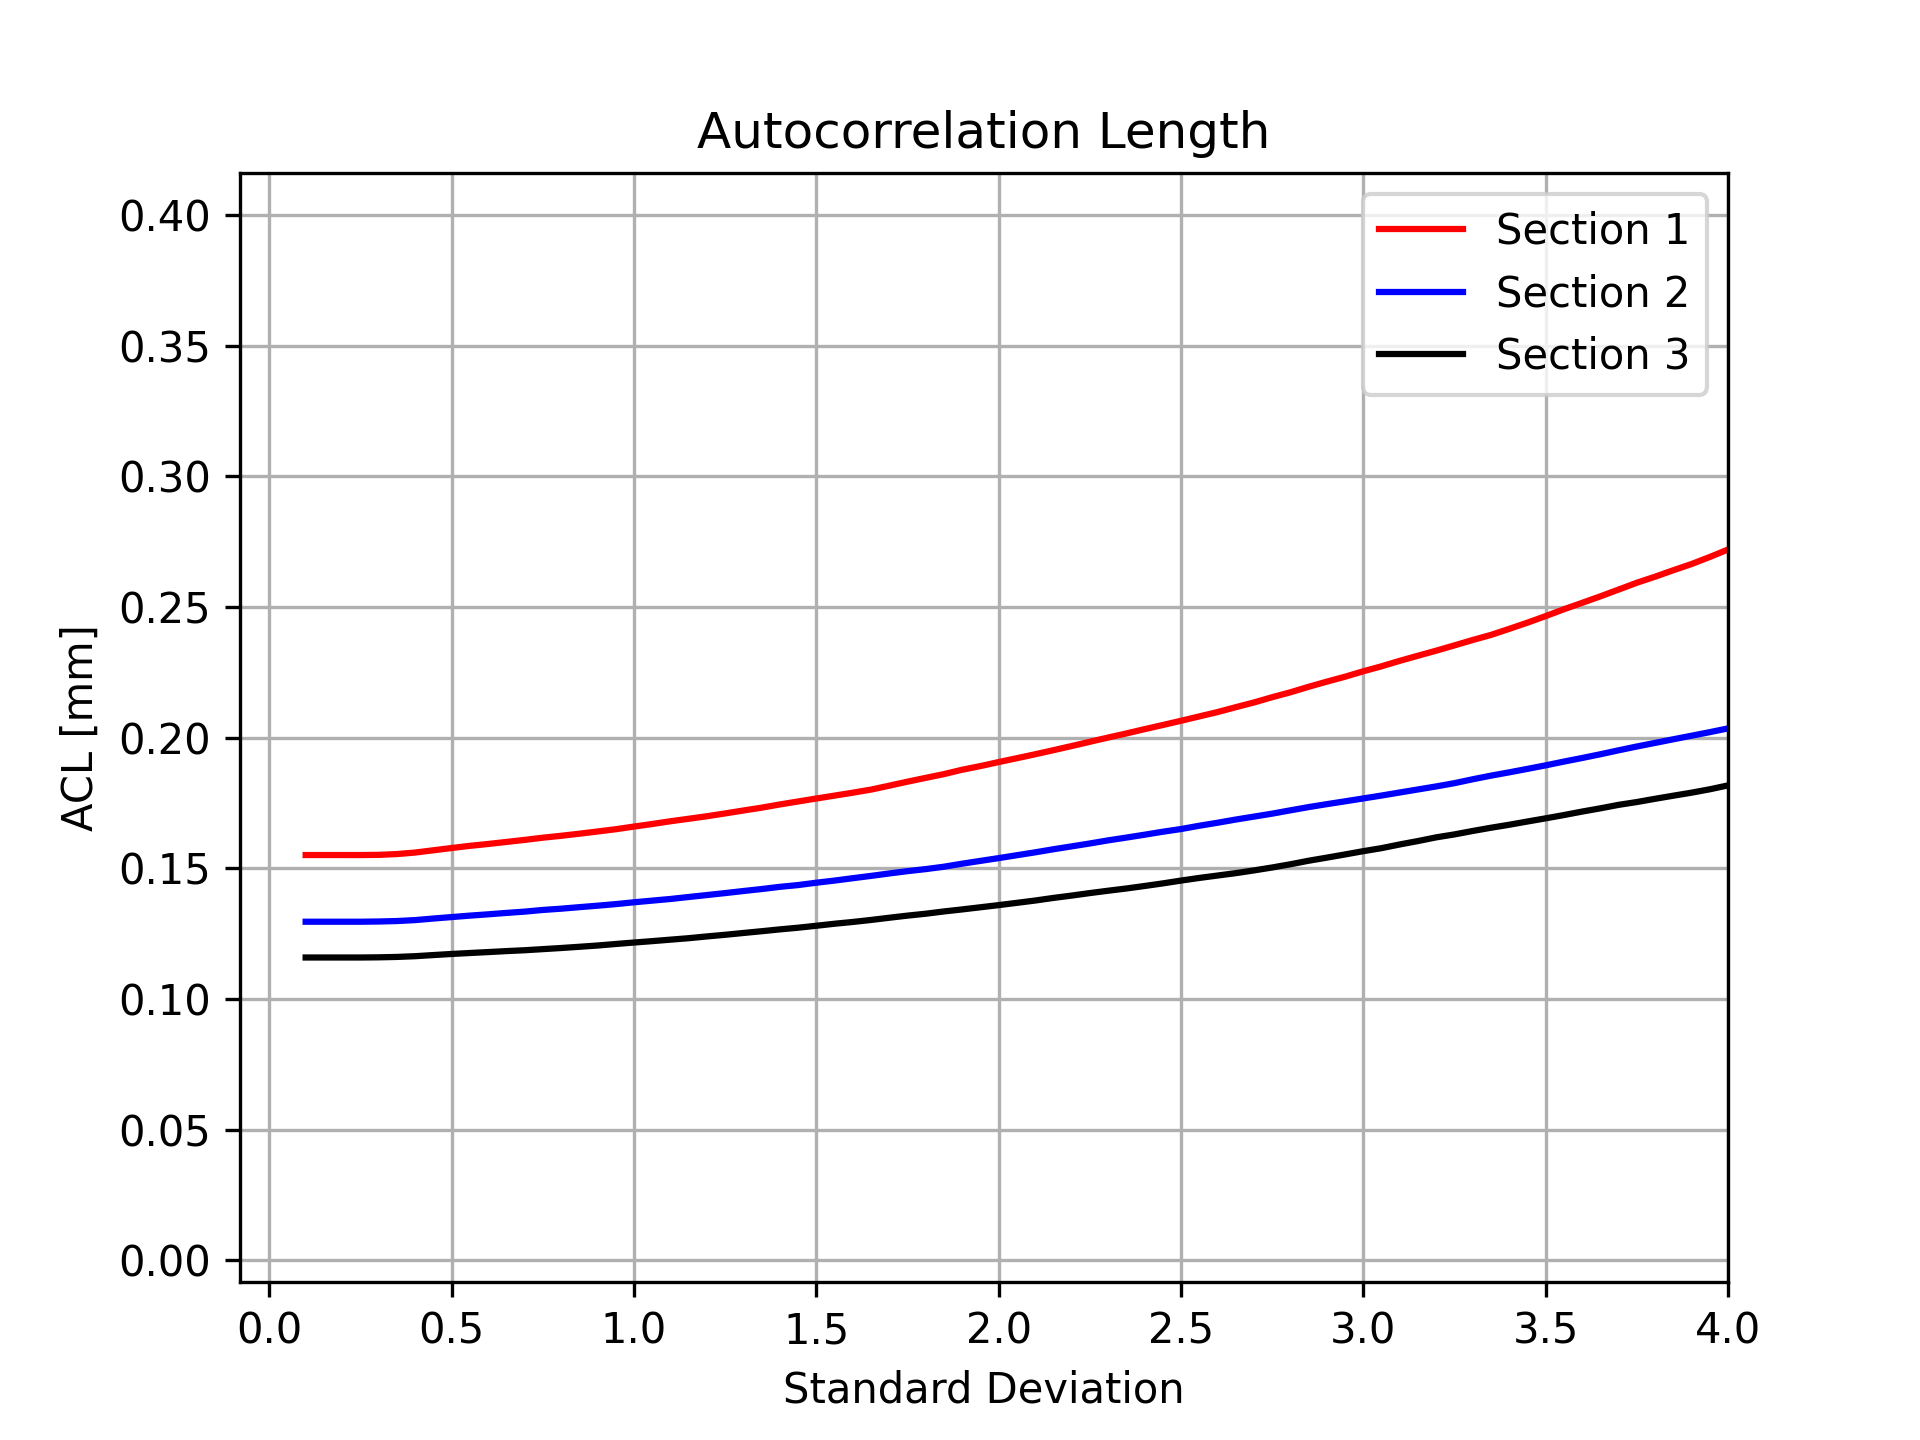 Autocorrelation Length
0.40
0.35
0.30
0.25
0.20
0.15
0.10
0.05
0.00
ACL [mm]
Section 1
Section 2
Section 3
0.0 0.5 1.0 1.5 2.0 2.5 3.0 3.5 4.0
Standard Deviation